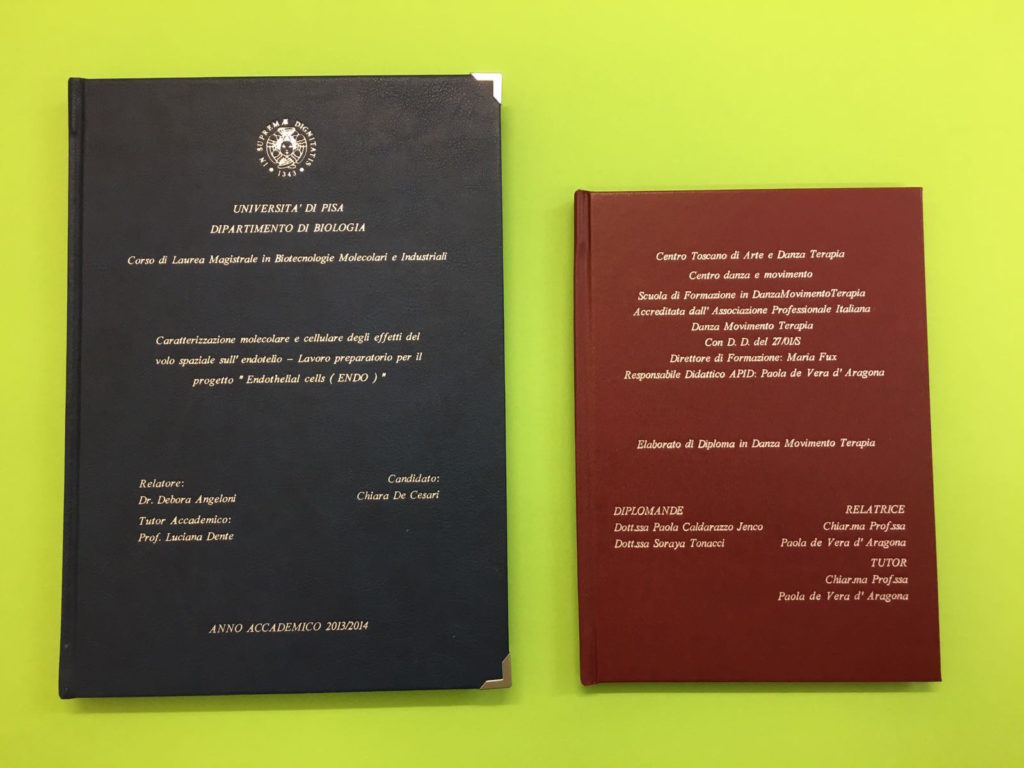 IN SUPREMÆ DIGNITATIS
1343
UNIVERSITA' DI PISA
DIPARTIMENTO DI BIOLOGIA
Corso di Laurea Magistrale in Biotecnologie Molecolari e Industriali
Caratterizzazione molecolare e cellulare degli effetti del
volo spaziale sull' endotelio – Lavoro preparatorio per il
progetto " Endothelial cells ( ENDO ) "
Relatore:
Dr. Debora Angeloni
Tutor Accademico:
Prof. Luciana Dente
Candidato:
Chiara De Cesari
ANNO ACCADEMICO 2013/2014
Centro Toscano di Arte e Danza Terapia
Centro danza e movimento
Scuola di Formazione in DanzaMovimentoTerapia
Accreditata dall' Associazione Professionale Italiana
Danza Movimento Terapia
Con D. D. del 27/01/S
Direttore di Formazione: Maria Fux
Responsabile Didattico APID: Paola de Vera d' Aragona
Elaborato di Diploma in Danza Movimento Terapia
DIPLOMANDE
Dott.ssa Paola Caldarazzo Jenco
Dott.ssa Soraya Tonacci
RELATRICE
Chiar.ma Prof.ssa
Paola de Vera d' Aragona
TUTOR
Chiar.ma Prof.ssa
Paola de Vera d' Aragona